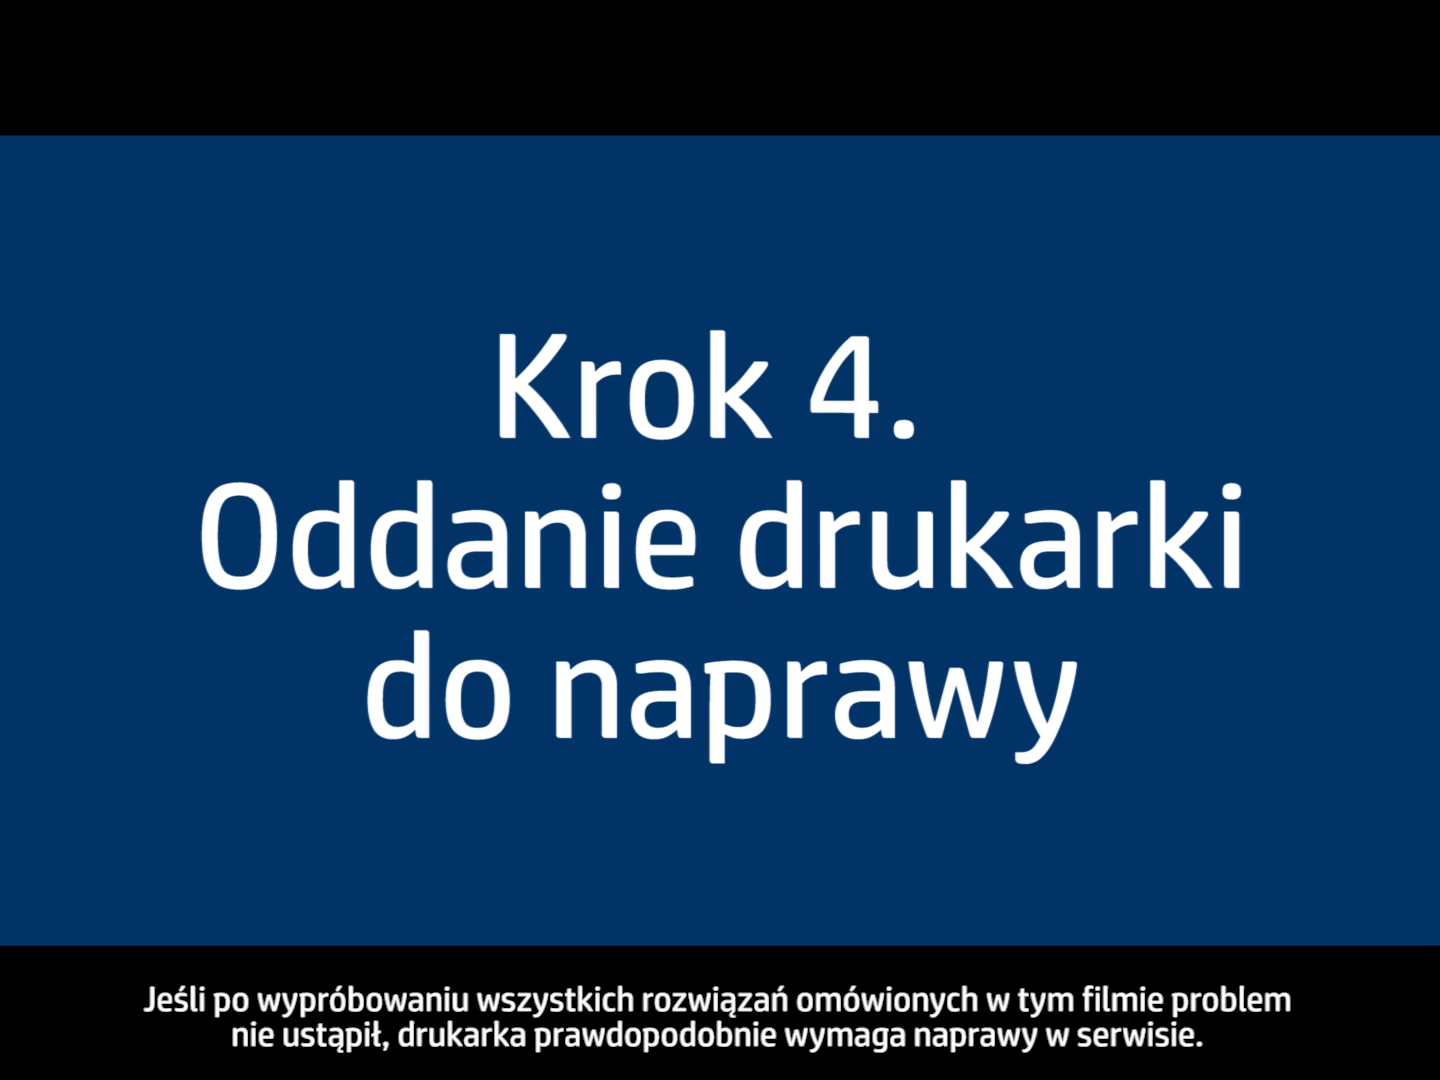 Krok 4.
Oddanie drukarki
do naprawy
Jeśli po wypróbowaniu wszystkich rozwiązań omówionych w tym filmie problem
nie ustąpił, drukarka prawdopodobnie wymaga naprawy w serwisie.